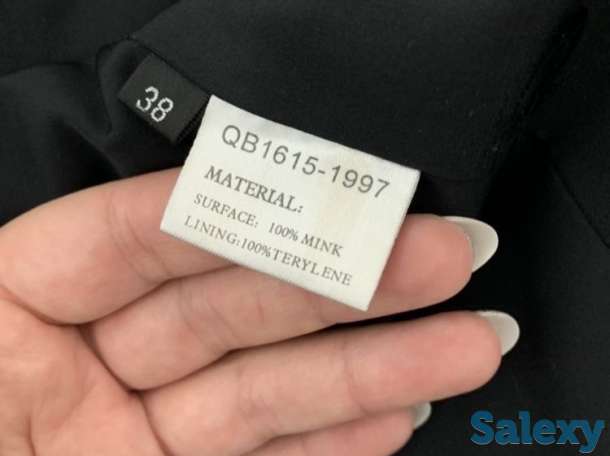 38
QB1615-1997
MATERIAL:
SURFACE: 100% MINK
LINING:100%TERYLENE
Salexy